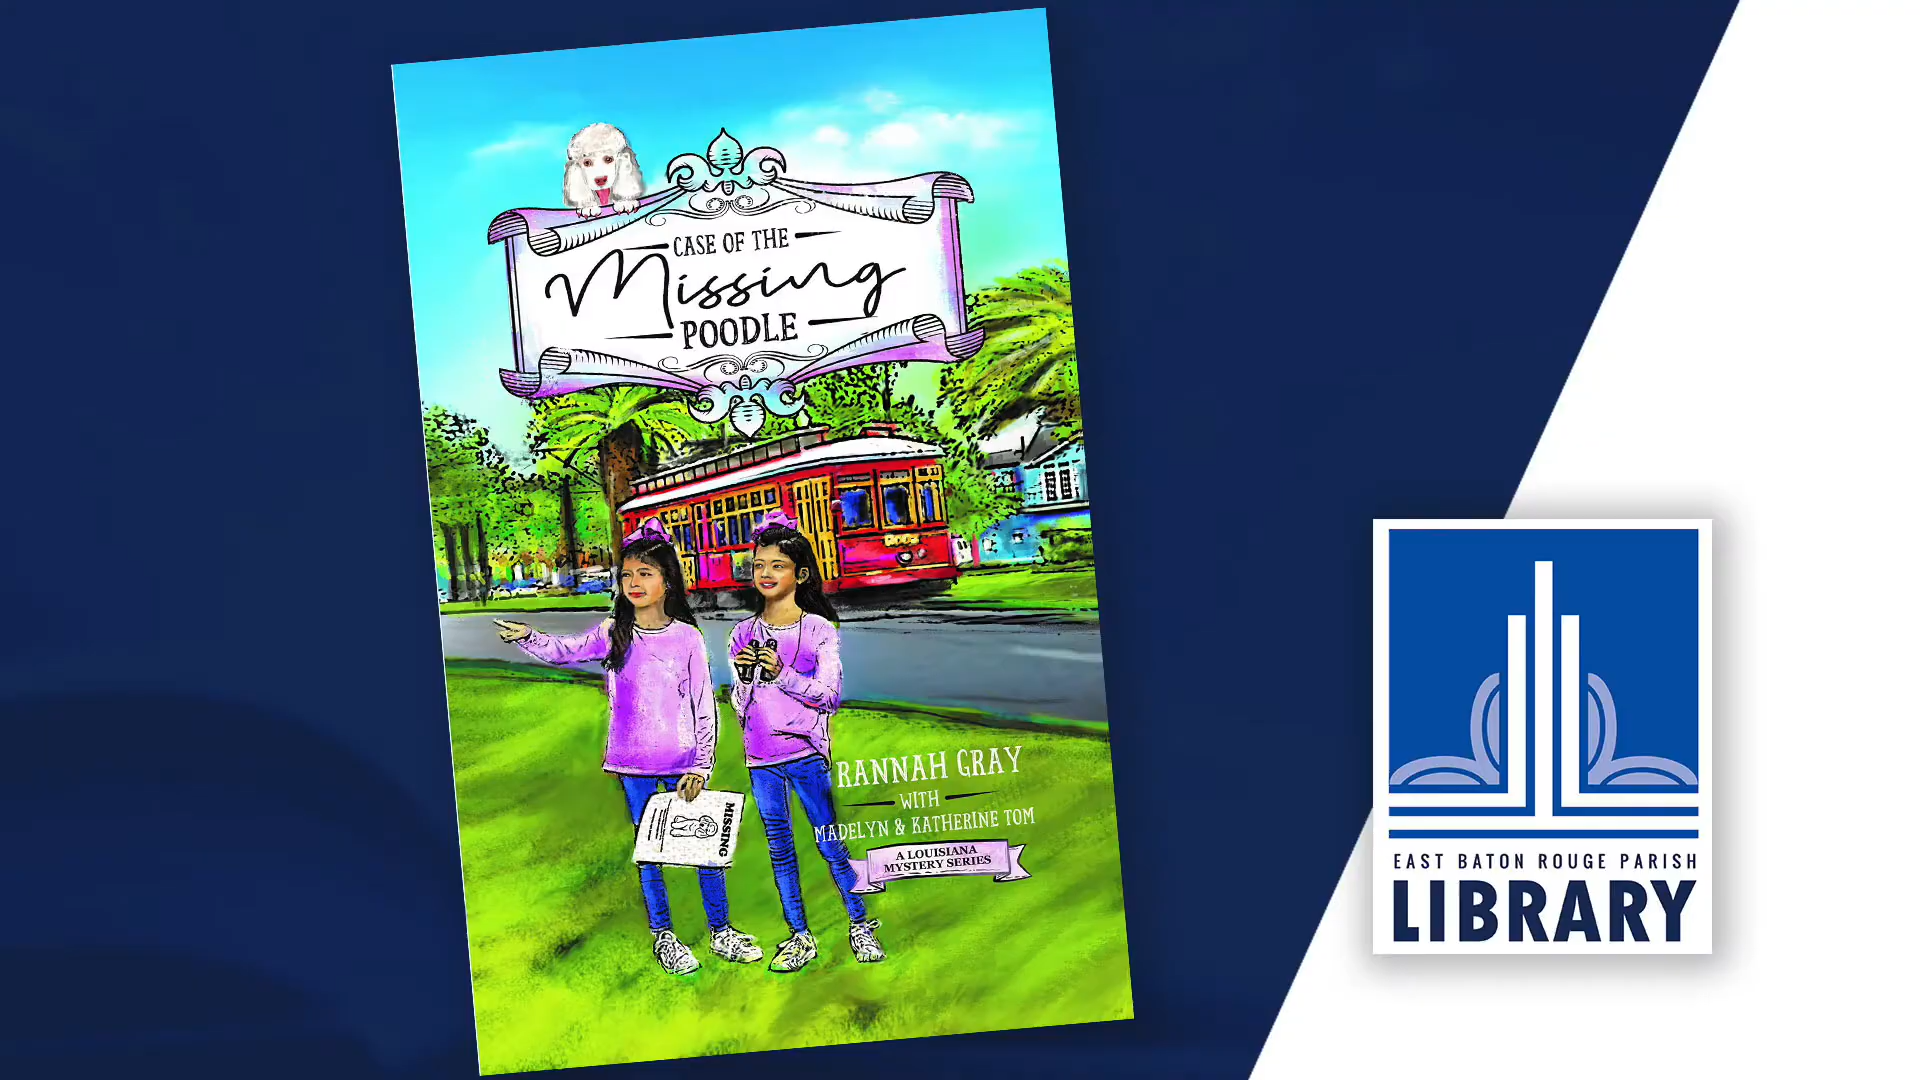 CASE OF THE
Missing
POODLE
MISSING
RANNAH GRAY
WITH
MADELYN & KATHERINE TOM
A LOUISIANA
MYSTERY SERIES
EAST BATON ROUGE PARISH
LIBRARY